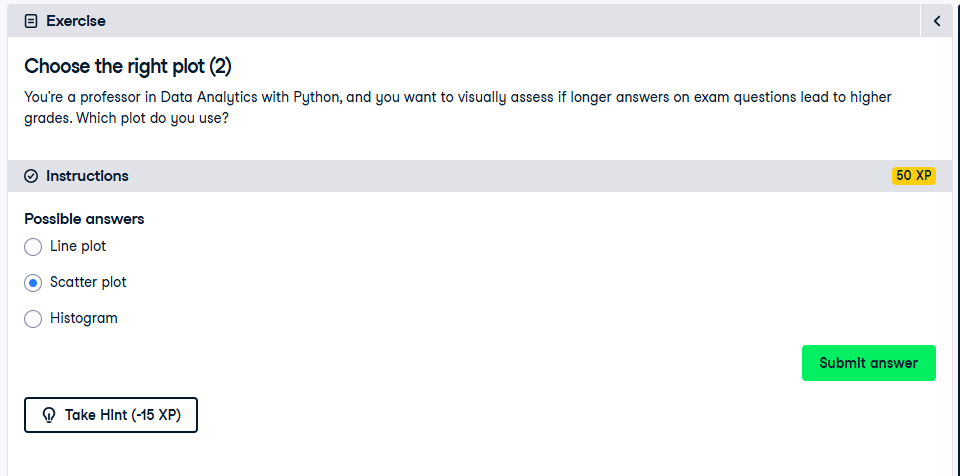 Exercise
Choose the right plot (2)
You're a professor in Data Analytics with Python, and you want to visually assess if longer answers on exam questions lead to higher
grades. Which plot do you use?
Instructions
50 XP
Possible answers
Line plot
Scatter plot
Histogram
Submit answer
Take Hint (-15 XP)